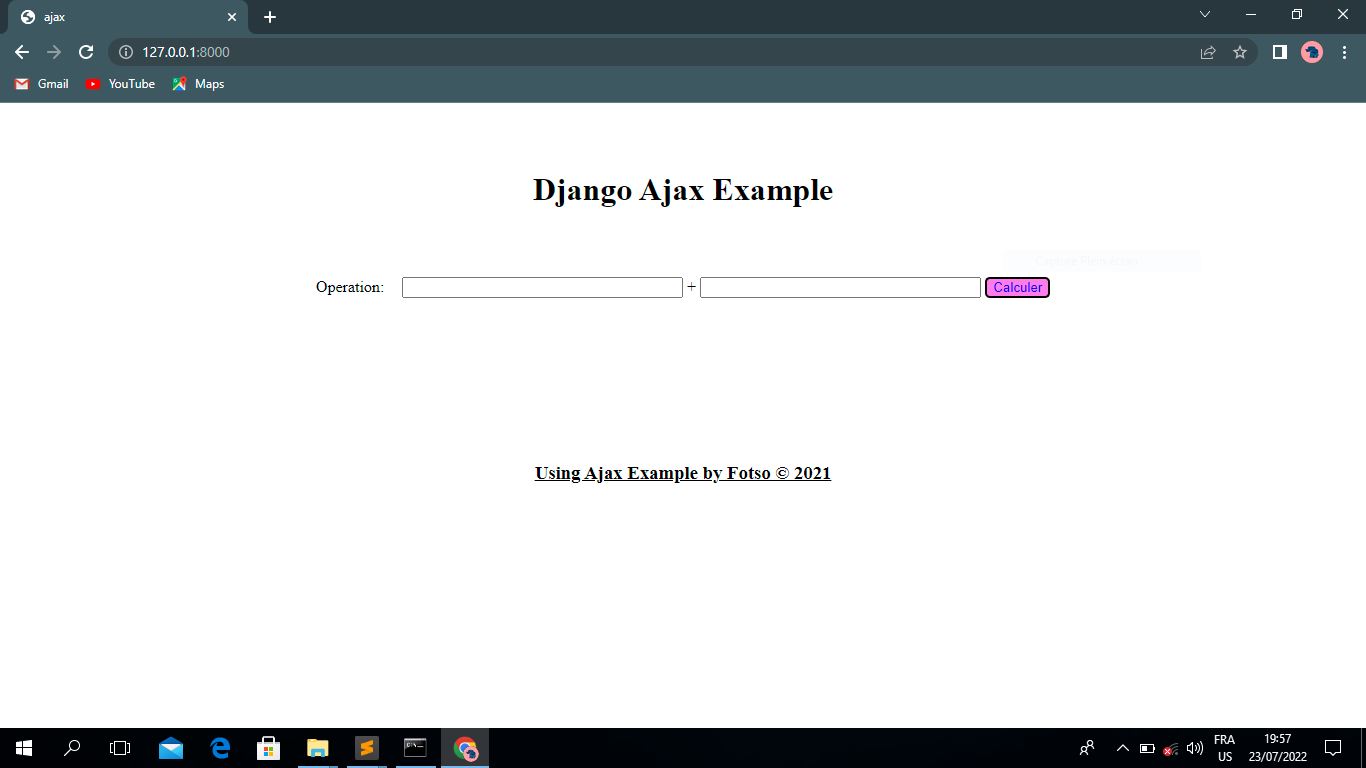 ajax
127.0.0.1:8000
Gmail YouTube Maps
Django Ajax Example
Capture Plein écran
Operation: + Calculer
Using Ajax Example by Fotso © 2021
FRA 19:57
US 23/07/2022